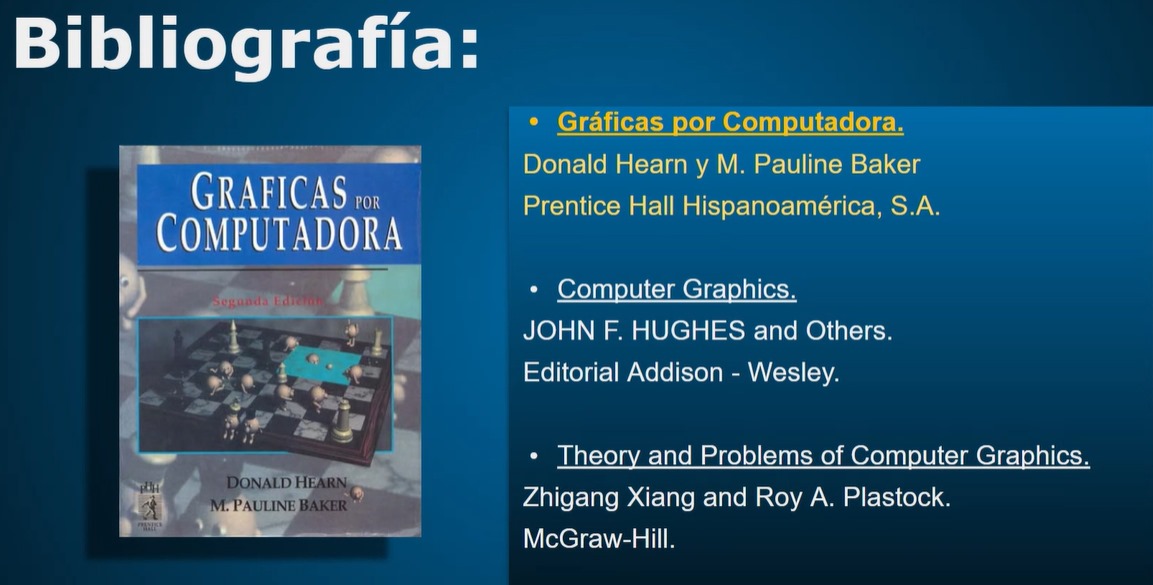 Bibliografía:
• Gráficas por Computadora.
Donald Hearn y M. Pauline Baker
Prentice Hall Hispanoamérica, S.A.
• Computer Graphics.
JOHN F. HUGHES and Others.
Editorial Addison - Wesley.
• Theory and Problems of Computer Graphics.
Zhigang Xiang and Roy A. Plastock.
McGraw-Hill.
GRAFICAS POR
COMPUTADORA
Segunda Edición
DONALD HEARN
M. PAULINE BAKER
PHH
PRENTICE
HALL